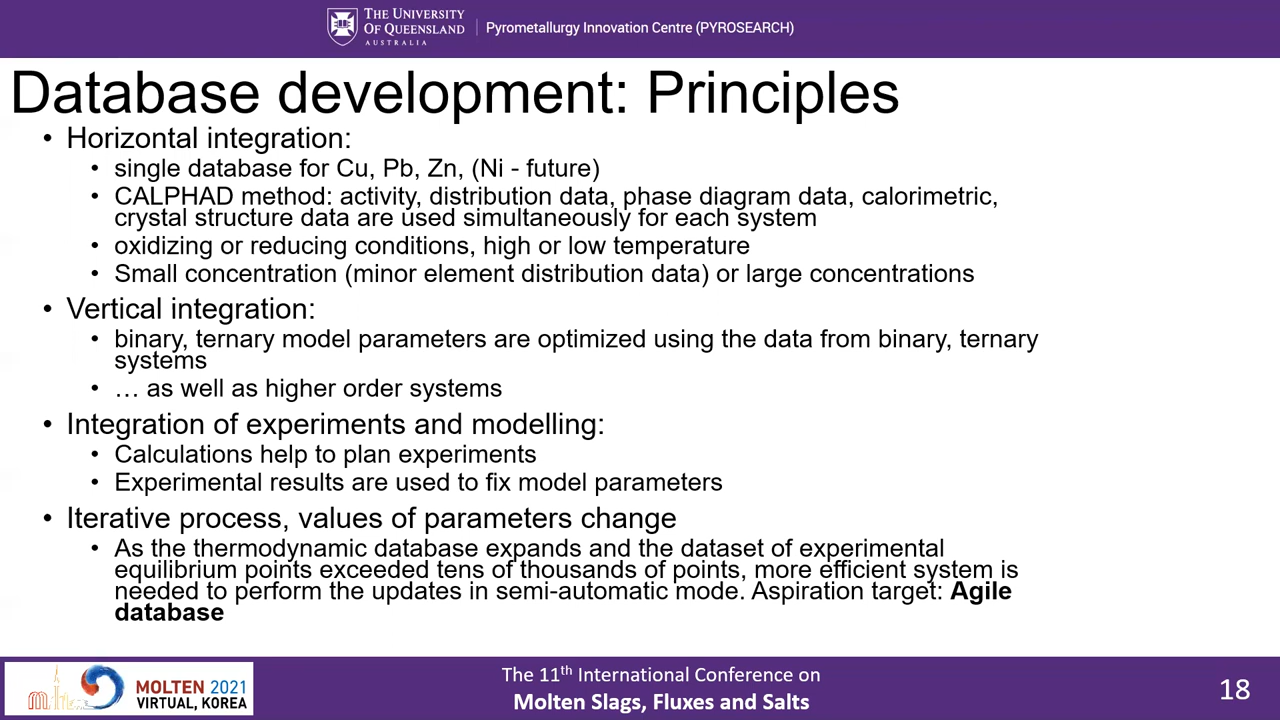 THE UNIVERSITY
OF QUEENSLAND
AUSTRALIA
Pyrometallurgy Innovation Centre (PYROSEARCH)
Database development: Principles
• Horizontal integration:
• single database for Cu, Pb, Zn, (Ni - future)
• CALPHAD method: activity, distribution data, phase diagram data, calorimetric,
crystal structure data are used simultaneously for each system
• oxidizing or reducing conditions, high or low temperature
• Small concentration (minor element distribution data) or large concentrations
• Vertical integration:
• binary, ternary model parameters are optimized using the data from binary, ternary
systems
• … as well as higher order systems
• Integration of experiments and modelling:
• Calculations help to plan experiments
• Experimental results are used to fix model parameters
• Iterative process, values of parameters change
• As the thermodynamic database expands and the dataset of experimental
equilibrium points exceeded tens of thousands of points, more efficient system is
needed to perform the updates in semi-automatic mode. Aspiration target: Agile
database
MOLTEN 2021
VIRTUAL, KOREA
The 11th International Conference on
Molten Slags, Fluxes and Salts
18